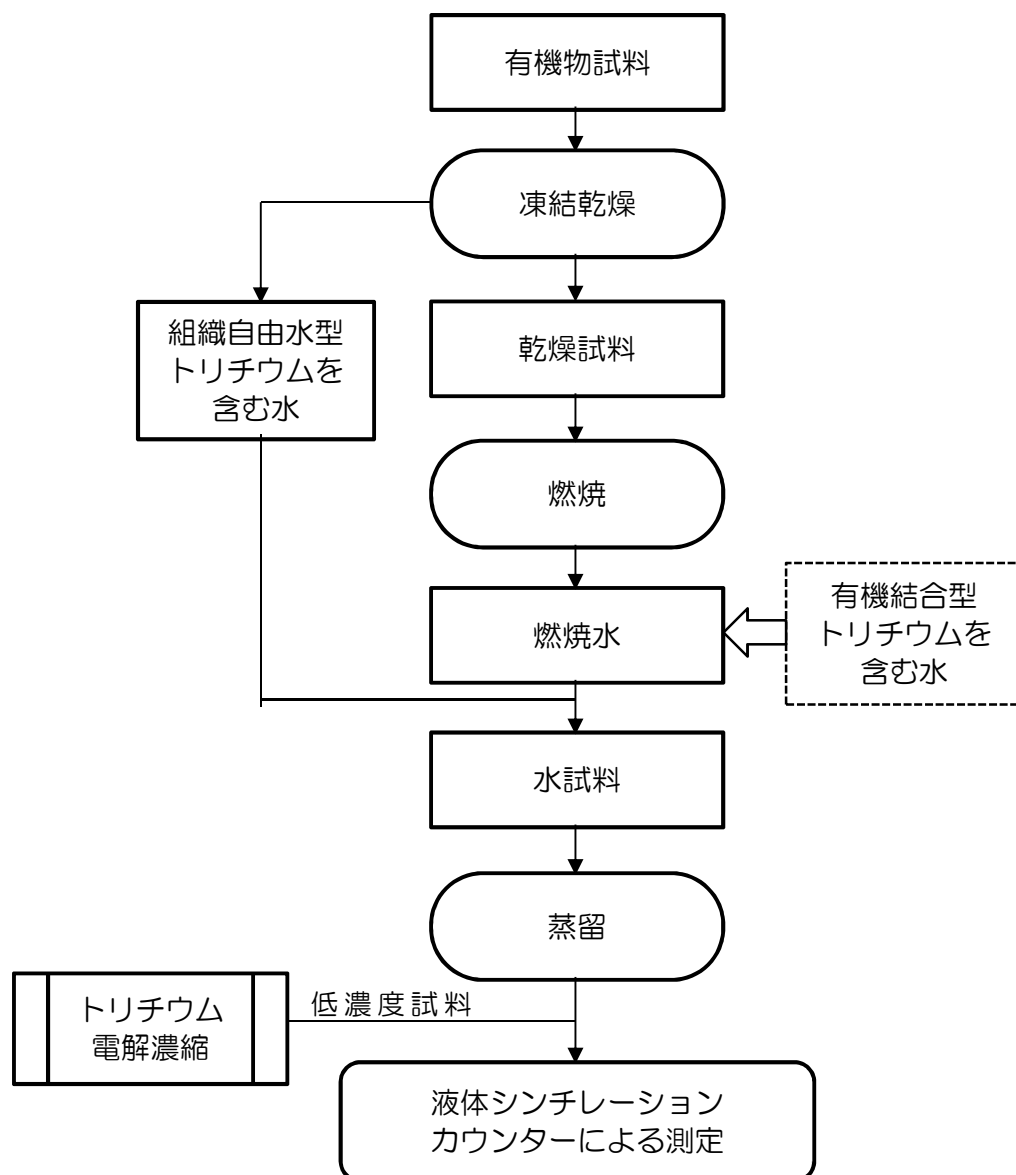 有機物試料
凍結乾燥
組織自由水型
トリチウムを
含む水
乾燥試料
燃焼
燃焼水
有機結合型
トリチウムを
含む水
水試料
蒸留
トリチウム
電解濃縮
低濃度試料
液体シンチレーション
カウンターによる測定